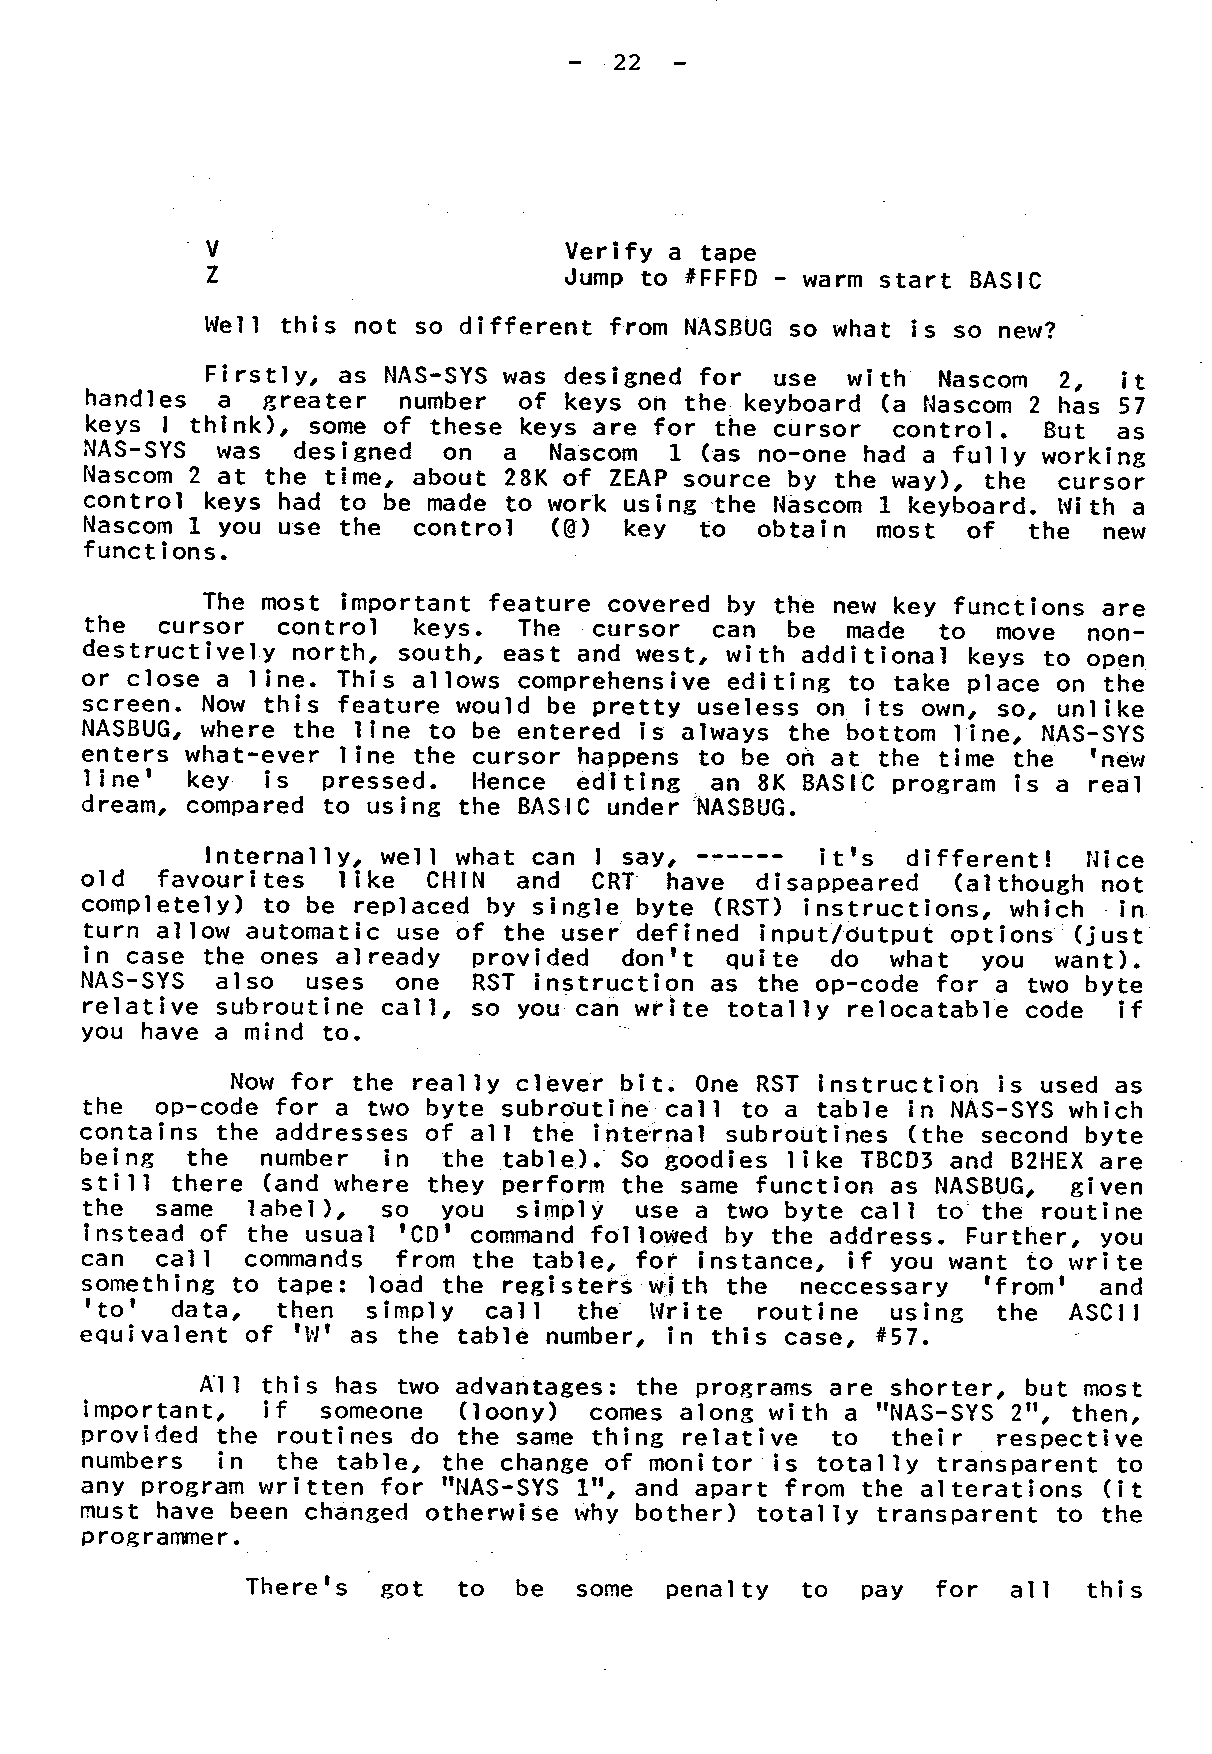 - 22 -
V Verify a tape
Z Jump to #FFFD - warm start BASIC
Well this not so different from NASBUG so what is so new?
Firstly, as NAS-SYS was designed for use with Nascom 2, it
handles a greater number of keys on the keyboard (a Nascom 2 has 57
keys I think), some of these keys are for the cursor control. But as
NAS-SYS was designed on a Nascom 1 (as no-one had a fully working
Nascom 2 at the time, about 28K of ZEAP source by the way), the cursor
control keys had to be made to work using the Nascom 1 keyboard. With a
Nascom 1 you use the control (@) key to obtain most of the new
functions.
The most important feature covered by the new key functions are
the cursor control keys. The cursor can be made to move non-
destructively north, south, east and west, with additional keys to open
or close a line. This allows comprehensive editing to take place on the
screen. Now this feature would be pretty useless on its own, so, unlike
NASBUG, where the line to be entered is always the bottom line, NAS-SYS
enters what-ever line the cursor happens to be on at the time the 'new
line' key is pressed. Hence editing an 8K BASIC program is a real
dream, compared to using the BASIC under NASBUG.
Internally, well what can I say, ------ it's different! Nice
old favourites like CHIN and CRT have disappeared (although not
completely) to be replaced by single byte (RST) instructions, which in
turn allow automatic use of the user defined input/output options (just
in case the ones already provided don't quite do what you want).
NAS-SYS also uses one RST instruction as the op-code for a two byte
relative subroutine call, so you can write totally relocatable code if
you have a mind to.
Now for the really clever bit. One RST instruction is used as
the op-code for a two byte subroutine call to a table in NAS-SYS which
contains the addresses of all the internal subroutines (the second byte
being the number in the table). So goodies like TBCD3 and B2HEX are
still there (and where they perform the same function as NASBUG, given
the same label), so you simply use a two byte call to the routine
instead of the usual 'CD' command followed by the address. Further, you
can call commands from the table, for instance, if you want to write
something to tape: load the registers with the neccessary 'from' and
'to' data, then simply call the Write routine using the ASCII
equivalent of 'W' as the table number, in this case, #57.
All this has two advantages: the programs are shorter, but most
important, if someone (loony) comes along with a "NAS-SYS 2", then,
provided the routines do the same thing relative to their respective
numbers in the table, the change of monitor is totally transparent to
any program written for "NAS-SYS 1", and apart from the alterations (it
must have been changed otherwise why bother) totally transparent to the
programmer.
There's got to be some penalty to pay for all this